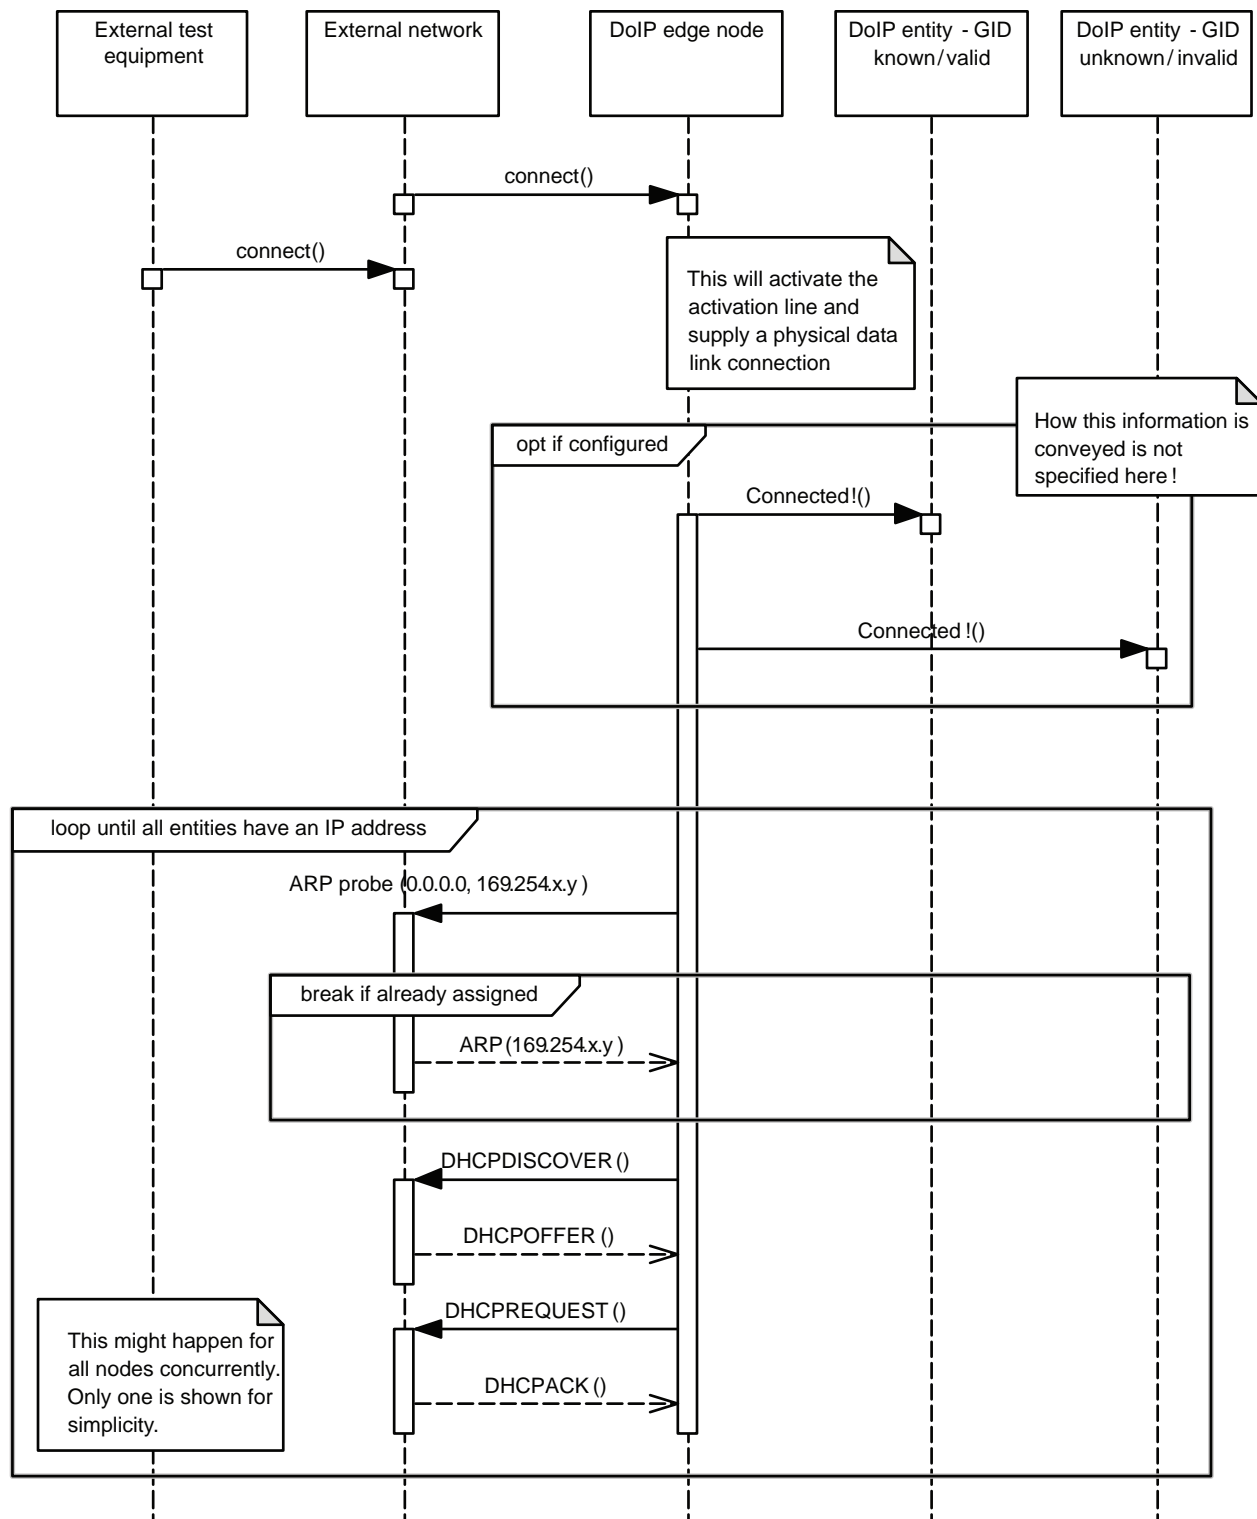 External test
equipment
External network
DoIP edge node
DoIP entity - GID
known/valid
DoIP entity - GID
unknown/invalid
connect()
connect()
This will activate the
activation line and
supply a physical data
link connection
How this information is
conveyed is not
specified here!
opt if configured
Connected!()
Connected!()
loop until all entities have an IP address
ARP probe (0.0.0.0, 169.254.x.y)
break if already assigned
ARP(169.254.x.y)
DHCPDISCOVER()
DHCPOFFER()
DHCPREQUEST()
This might happen for
all nodes concurrently.
Only one is shown for
simplicity.
DHCPACK()